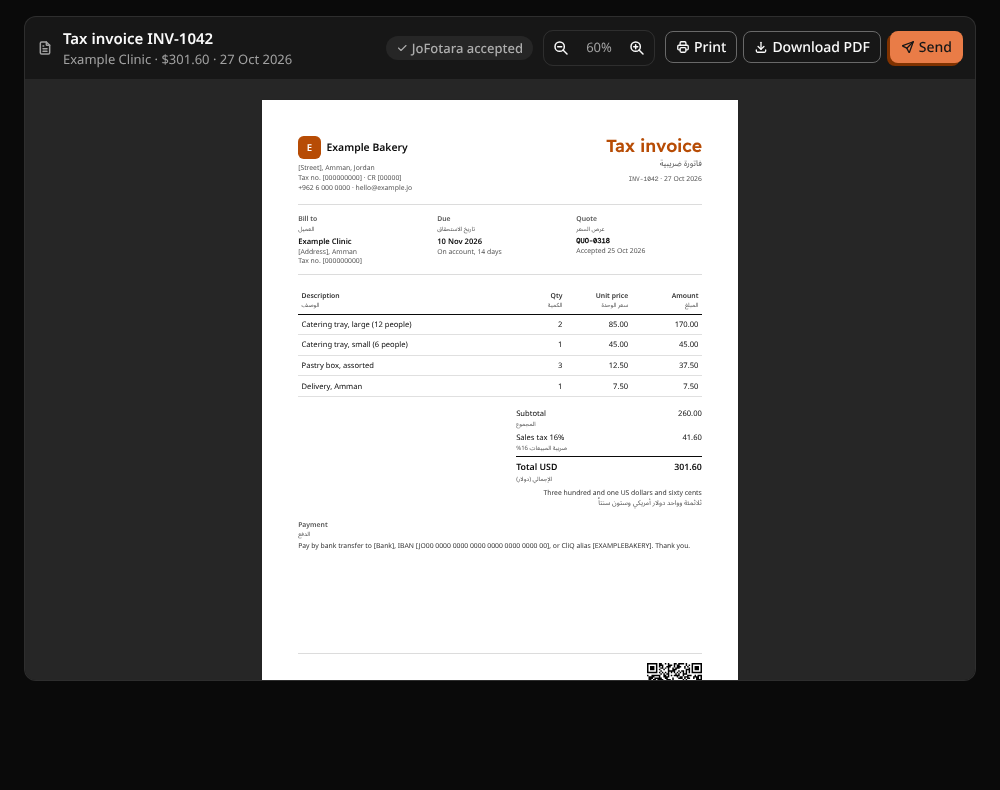 Tax invoice INV-1042
Example Clinic · $301.60 · 27 Oct 2026
JoFotara accepted
60%
Print
Download PDF
Send
E
Example Bakery
[Street], Amman, Jordan
Tax no. [000000000] · CR [00000]
+962 6 000 0000 · hello@example.jo
Tax invoice
فاتورة ضريبية
INV-1042 · 27 Oct 2026
Bill to
العميل
Example Clinic
[Address], Amman
Tax no. [000000000]
Due
تاريخ الاستحقاق
10 Nov 2026
On account, 14 days
Quote
عرض السعر
QUO-0318
Accepted 25 Oct 2026
Description Qty Unit price Amount
الوصف الكمية سعر الوحدة المبلغ
Catering tray, large (12 people) 2 85.00 170.00
Catering tray, small (6 people) 1 45.00 45.00
Pastry box, assorted 3 12.50 37.50
Delivery, Amman 1 7.50 7.50
Subtotal 260.00
المجموع
Sales tax 16% 41.60
ضريبة المبيعات 16%
Total USD 301.60
الإجمالي (دولار)
Three hundred and one US dollars and sixty cents
ثلاثمئة وواحد دولار أمريكي وستون سنتاً
Payment
الدفع
Pay by bank transfer to [Bank], IBAN [JO00 0000 0000 0000 0000 0000 0000 00], or CliQ alias [EXAMPLEBAKERY]. Thank you.